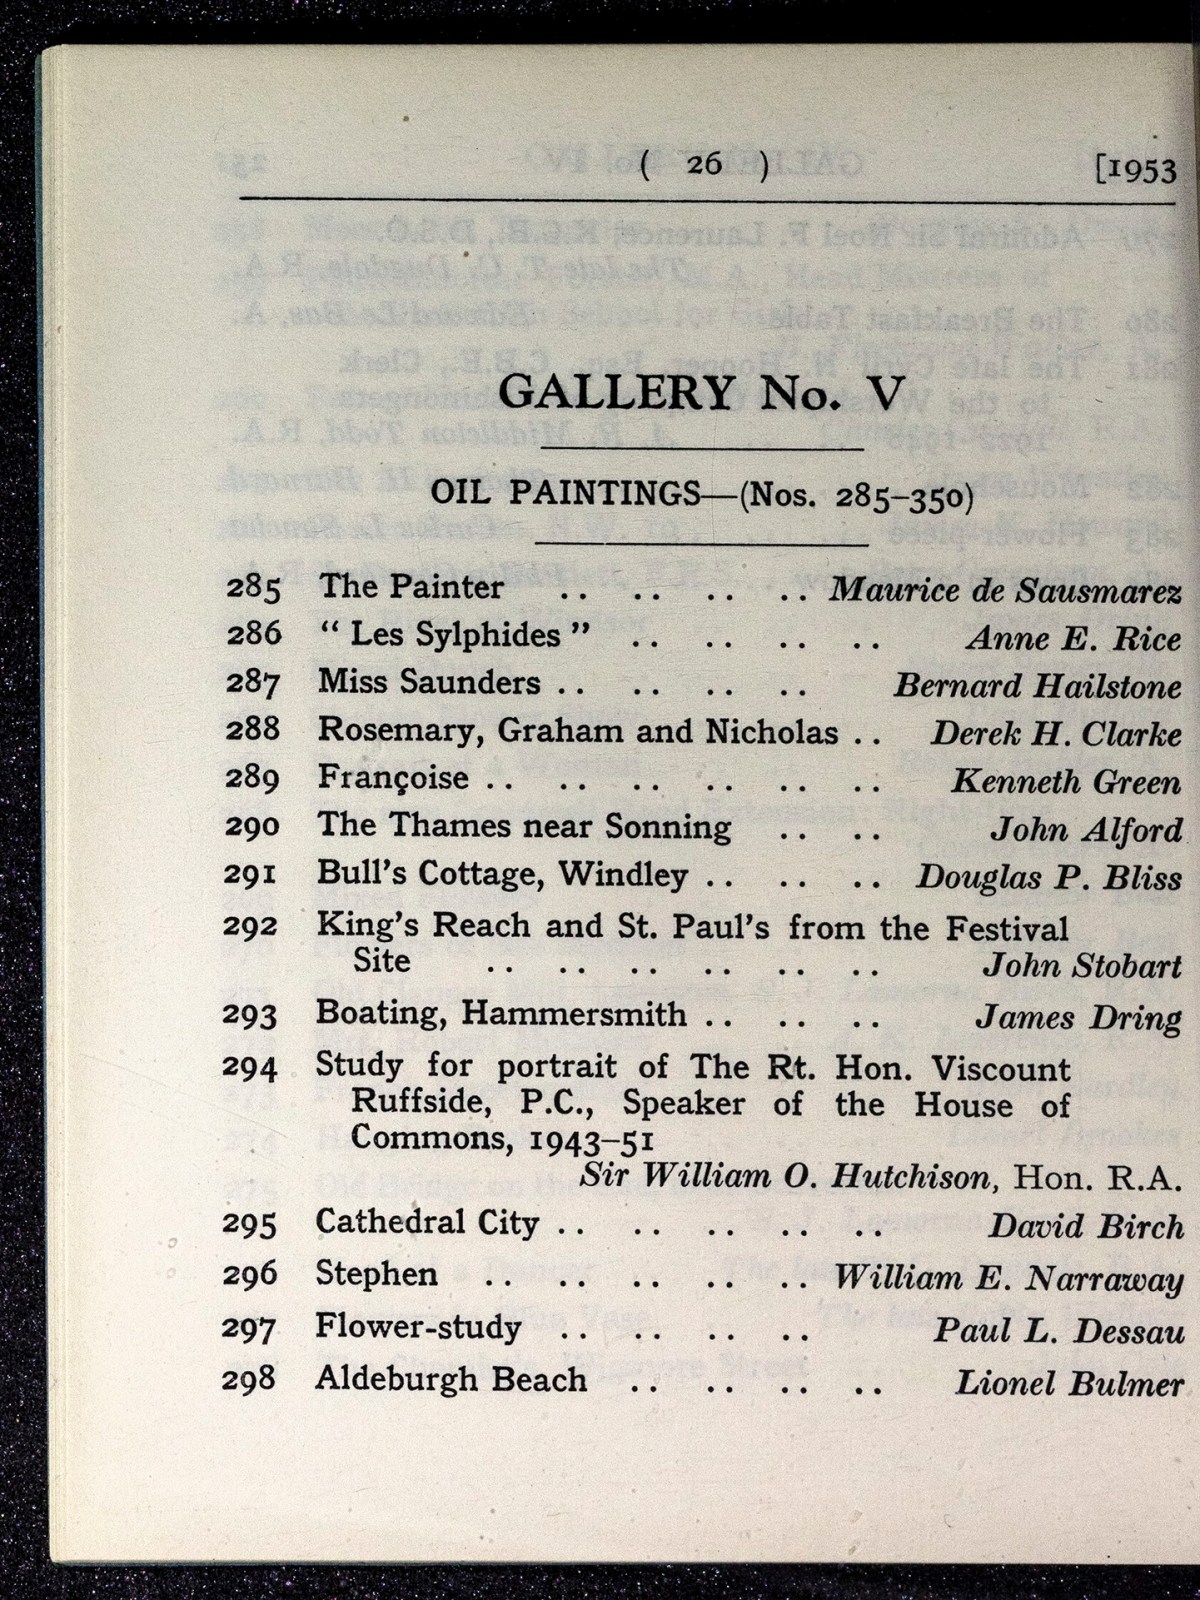 ( 26 ) [1953
GALLERY No. V
OIL PAINTINGS—(Nos. 285–350)
285 The Painter .. .. .. .. Maurice de Sausmarez
286 “ Les Sylphides ” .. .. .. .. Anne E. Rice
287 Miss Saunders .. .. .. .. Bernard Hailstone
288 Rosemary, Graham and Nicholas .. Derek H. Clarke
289 Françoise .. .. .. .. .. .. Kenneth Green
290 The Thames near Sonning .. .. John Alford
291 Bull's Cottage, Windley .. .. .. Douglas P. Bliss
292 King's Reach and St. Paul's from the Festival
Site .. .. .. .. .. .. John Stobart
293 Boating, Hammersmith .. .. .. James Dring
294 Study for portrait of The Rt. Hon. Viscount
Ruffside, P.C., Speaker of the House of
Commons, 1943–51
Sir William O. Hutchison, Hon. R.A.
295 Cathedral City .. .. .. .. .. David Birch
296 Stephen .. .. .. .. .. William E. Narraway
297 Flower-study .. .. .. .. Paul L. Dessau
298 Aldeburgh Beach .. .. .. .. Lionel Bulmer